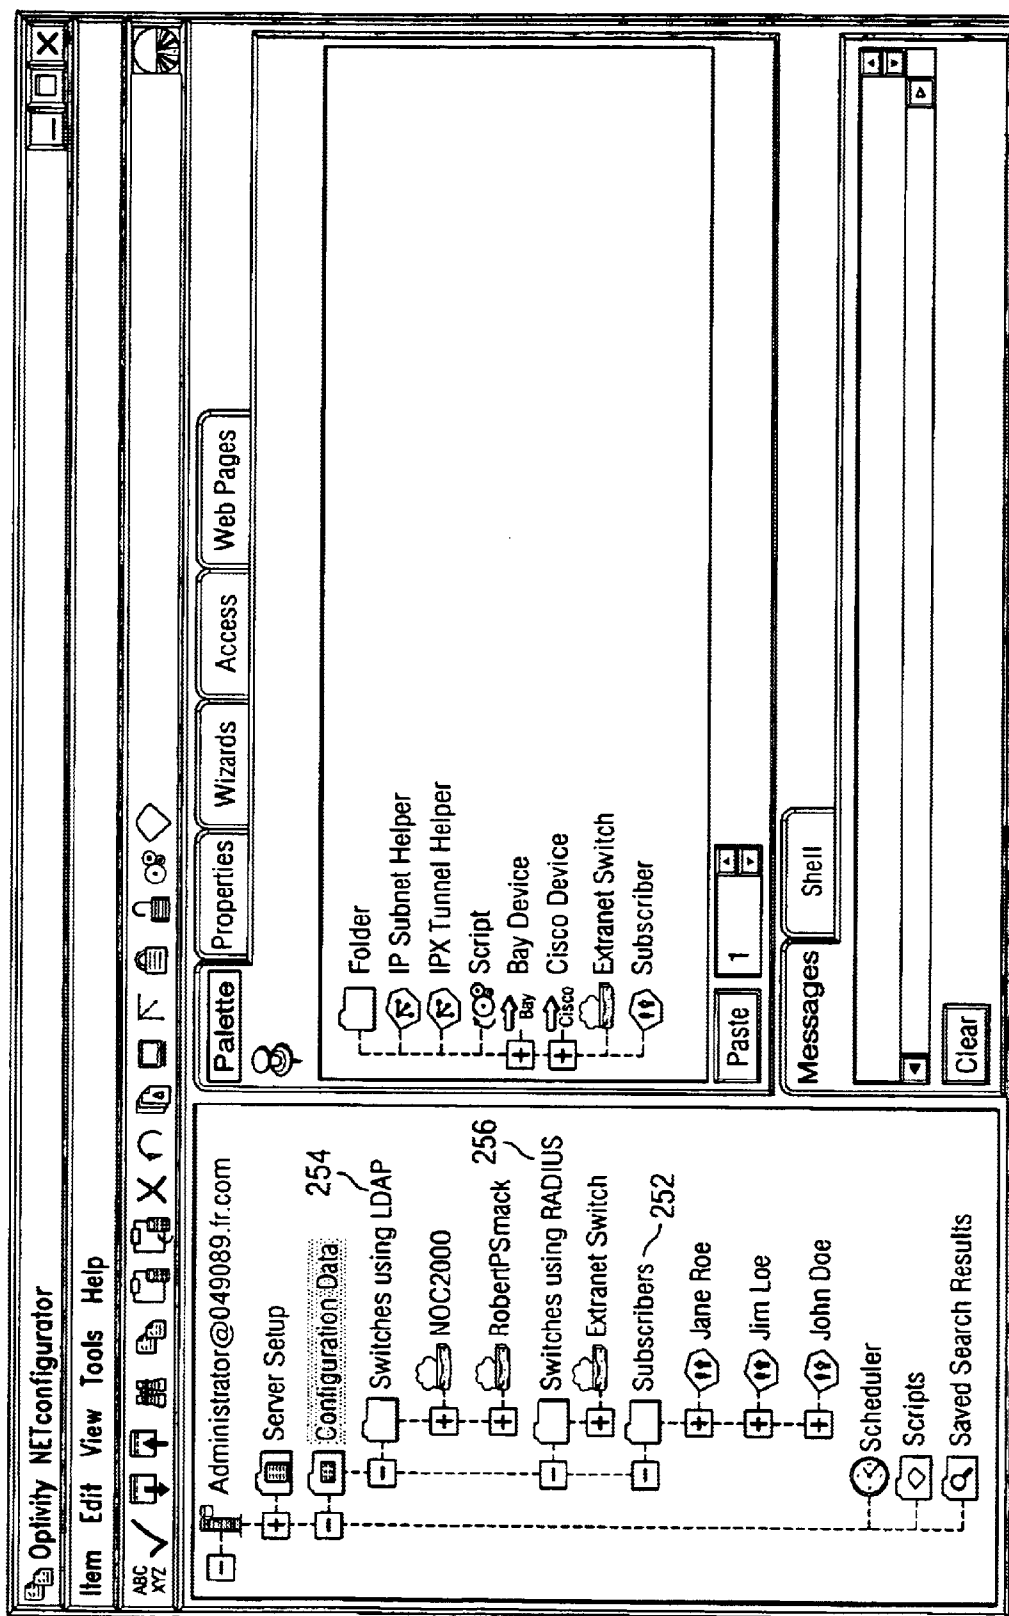 Optivity NETconfigurator
Item Edit View Tools Help
ABC
XYZ
Administrator@049089.fr.com
Server Setup
Configuration Data
254
Switches using LDAP
NOC2000
RobertPSmack
256
Switches using RADIUS
Extranet Switch
Subscribers 252
Jane Roe
Jim Loe
John Doe
Scheduler
Scripts
Saved Search Results
Palette Properties Wizards Access Web Pages
Folder
IP Subnet Helper
IPX Tunnel Helper
Script
Bay Bay Device
Cisco Cisco Device
Extranet Switch
Subscriber
Paste 1
Messages Shell
Clear